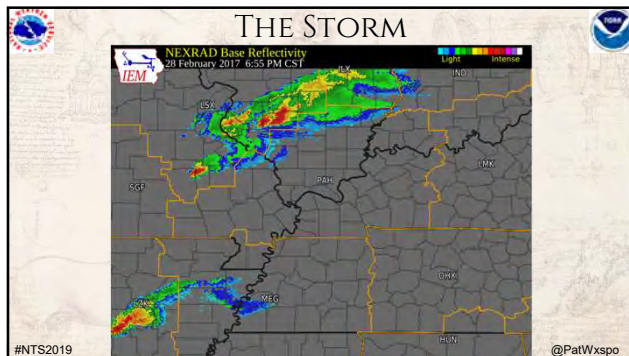 THE STORM
NEXRAD Base Reflectivity
28 February 2017 6:55 PM CST
IEM
Light Intense
ILX
IND
LSX
LMK
SGF
PAH
OHX
MEG
LZK
HUN
#NTS2019
@PatWxspo